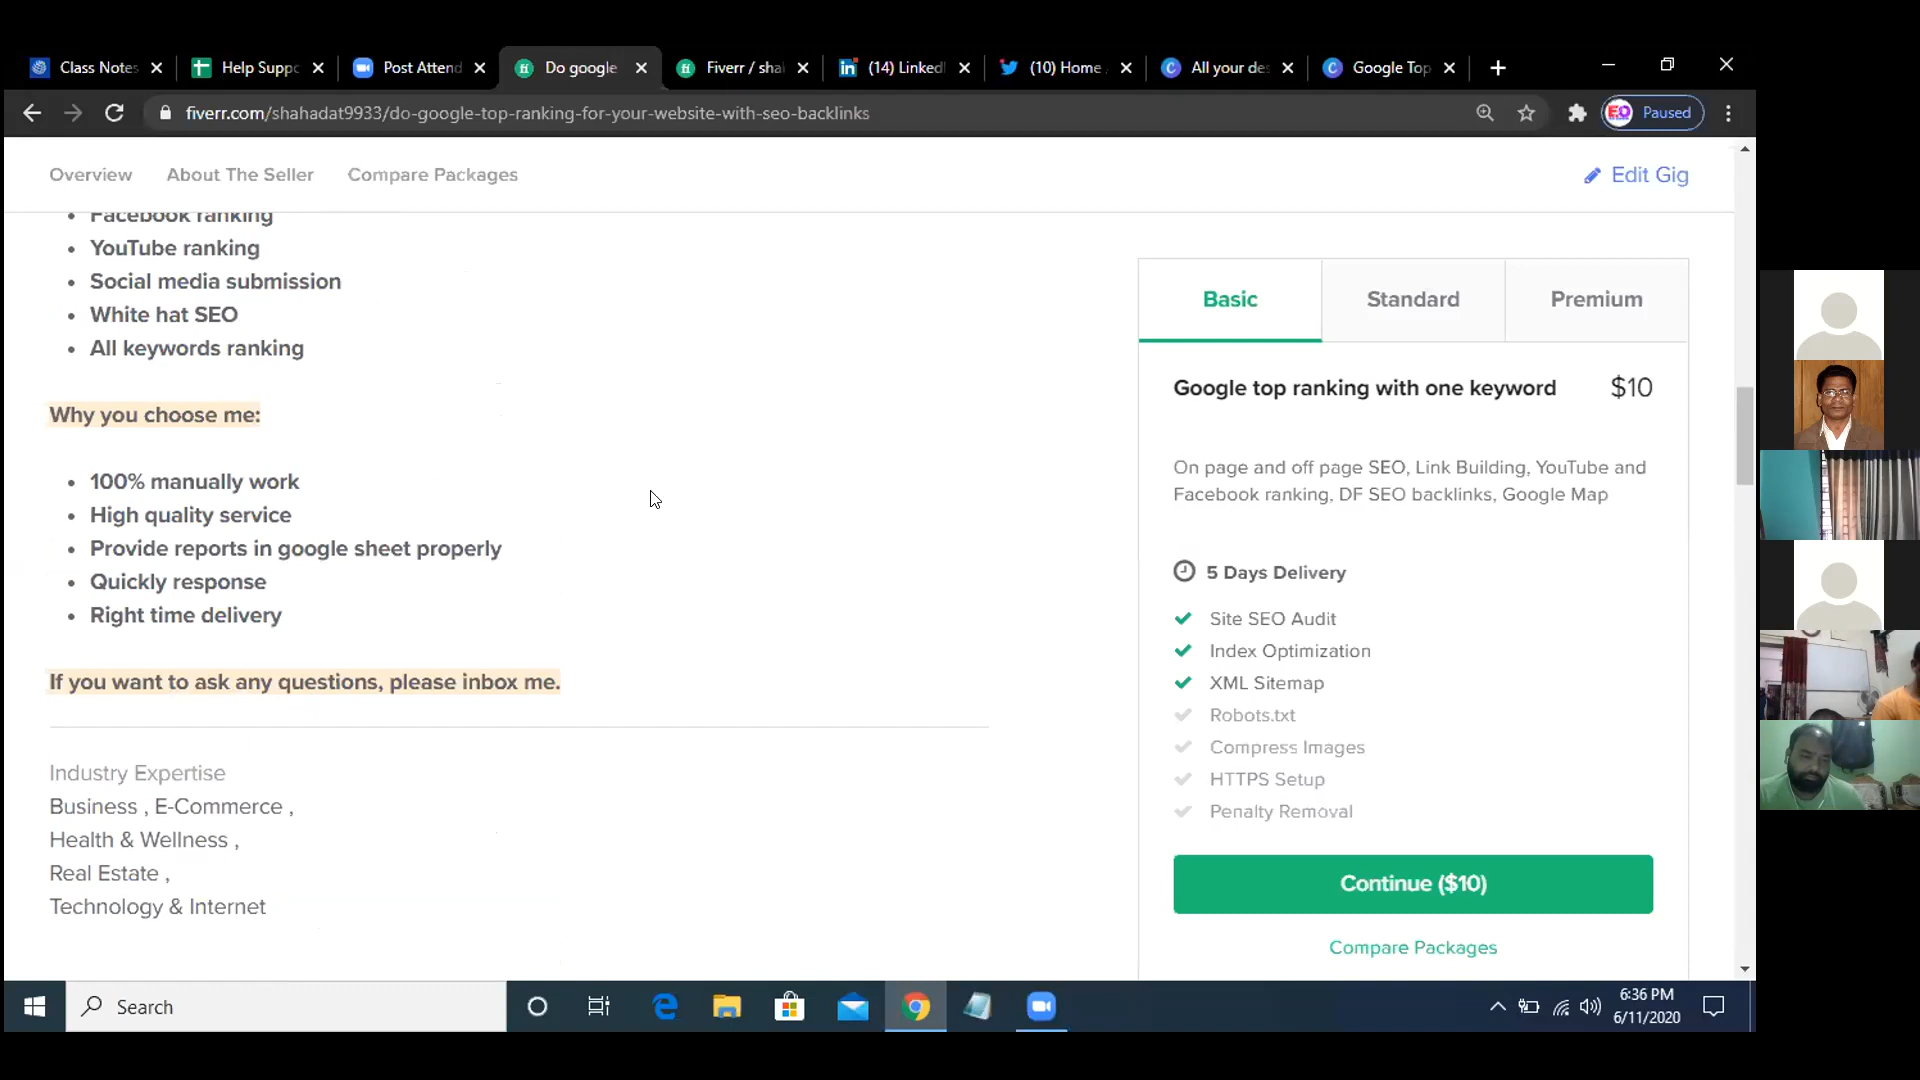 Class Notes
Help Suppo
Post Attend
Do google
Fiverr / sha
(14) LinkedI
(10) Home
All your des
Google Top
fiverr.com/shahadat9933/do-google-top-ranking-for-your-website-with-seo-backlinks
EO
Paused
Overview
About The Seller
Compare Packages
Edit Gig
• Facebook ranking
• YouTube ranking
• Social media submission
• White hat SEO
• All keywords ranking
Why you choose me:
• 100% manually work
• High quality service
• Provide reports in google sheet properly
• Quickly response
• Right time delivery
If you want to ask any questions, please inbox me.
Industry Expertise
Business , E-Commerce ,
Health & Wellness ,
Real Estate ,
Technology & Internet
Basic
Standard
Premium
Google top ranking with one keyword
$10
On page and off page SEO, Link Building, YouTube and
Facebook ranking, DF SEO backlinks, Google Map
5 Days Delivery
Site SEO Audit
Index Optimization
XML Sitemap
Robots.txt
Compress Images
HTTPS Setup
Penalty Removal
Continue ($10)
Compare Packages
Search
6:36 PM
6/11/2020